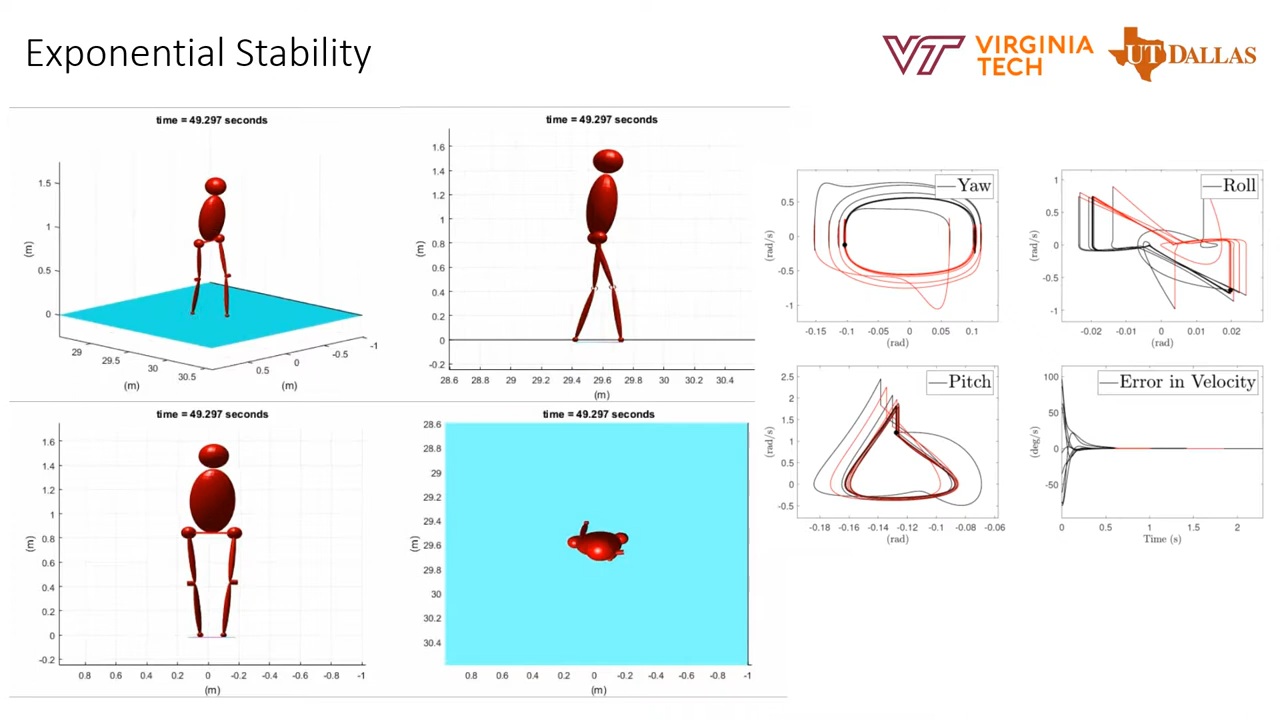 Exponential Stability
VT VIRGINIA TECH
UT DALLAS
time = 49.297 seconds
1.5
1
0.5
0
(m)
29
29.5
30
30.5
(m)
0.5
0
-0.5
-1
(m)
time = 49.297 seconds
1.6
1.4
1.2
1
0.8
0.6
0.4
0.2
0
-0.2
(m)
28.6 28.8 29 29.2 29.4 29.6 29.8 30 30.2 30.4
(m)
time = 49.297 seconds
1.6
1.4
1.2
1
0.8
0.6
0.4
0.2
0
-0.2
(m)
0.8 0.6 0.4 0.2 0 -0.2 -0.4 -0.6 -0.8 -1
(m)
time = 49.297 seconds
28.6
28.8
29
29.2
29.4
29.6
29.8
30
30.2
30.4
(m)
0.8 0.6 0.4 0.2 0 -0.2 -0.4 -0.6 -0.8 -1
(m)
Yaw
0.5
0
-0.5
-1
(rad/s)
-0.15 -0.1 -0.05 0 0.05 0.1
(rad)
Roll
1
0.5
0
-0.5
-1
(rad/s)
-0.02 -0.01 0 0.01 0.02
(rad)
Pitch
2.5
2
1.5
1
0.5
0
-0.5
(rad/s)
-0.18 -0.16 -0.14 -0.12 -0.1 -0.08 -0.06
(rad)
Error in Velocity
100
50
0
-50
(deg/s)
0 0.5 1 1.5 2
Time (s)